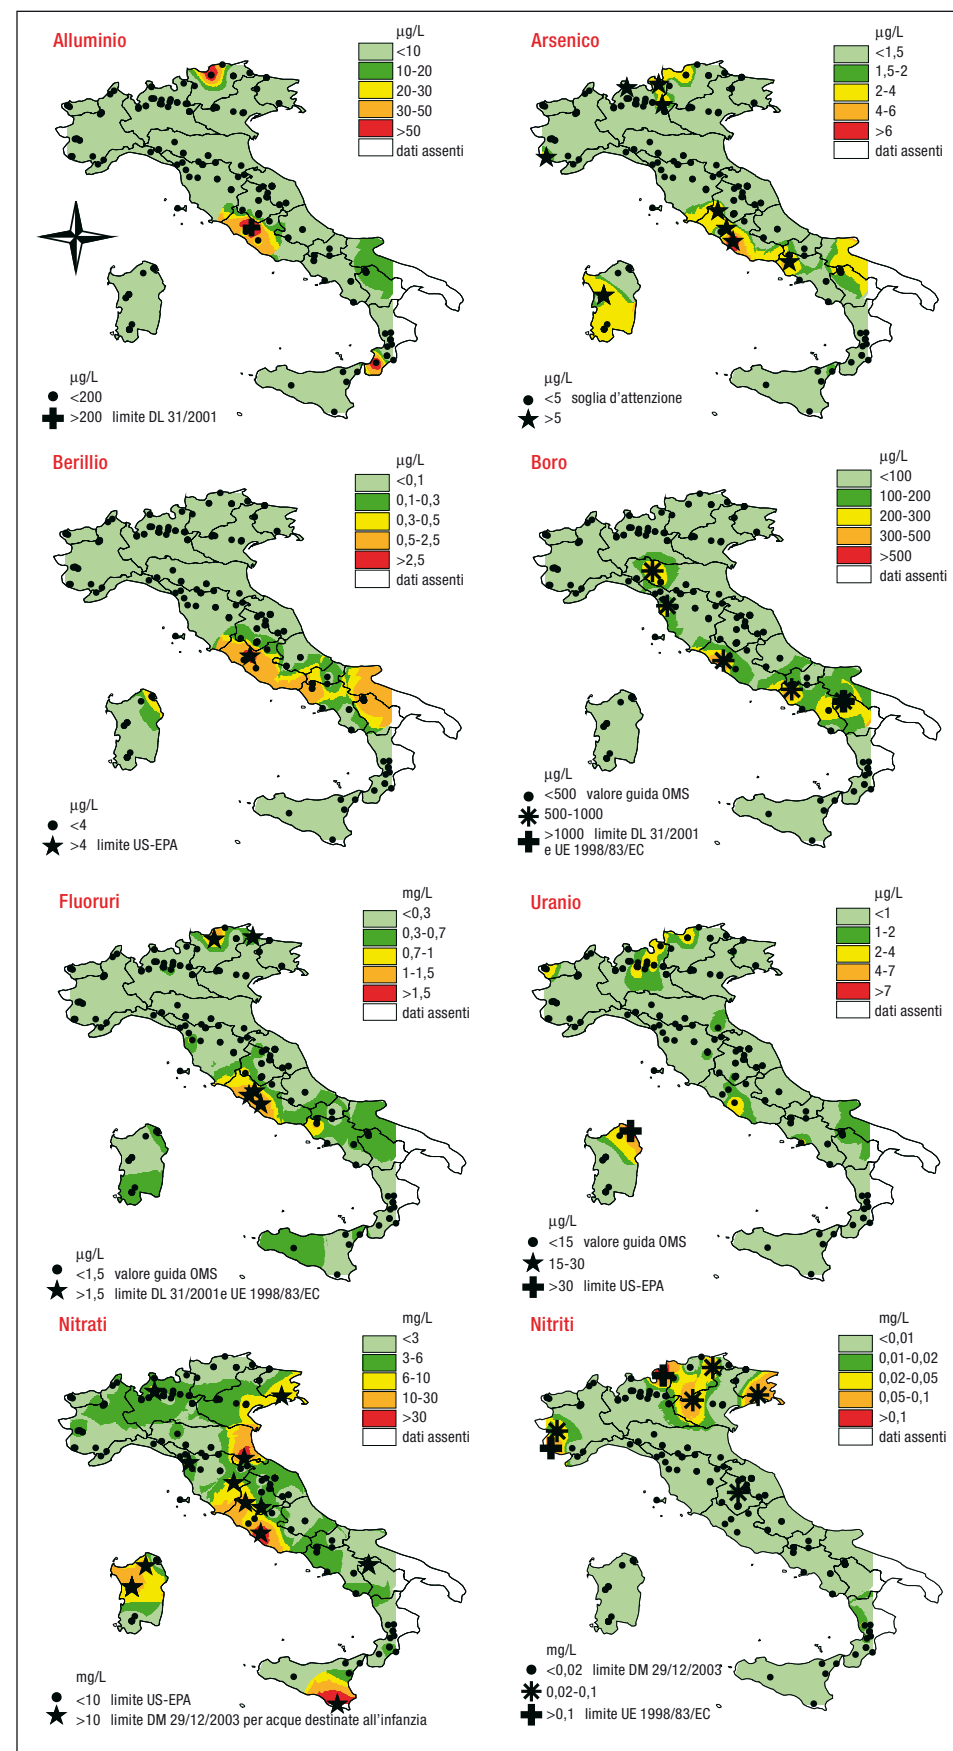 Alluminio
µg/L
<10
10-20
20-30
30-50
>50
dati assenti
µg/L
<200
>200 limite DL 31/2001
Arsenico
µg/L
<1,5
1,5-2
2-4
4-6
>6
dati assenti
µg/L
<5 soglia d'attenzione
>5
Berillio
µg/L
<0,1
0,1-0,3
0,3-0,5
0,5-2,5
>2,5
dati assenti
µg/L
<4
>4 limite US-EPA
Boro
µg/L
<100
100-200
200-300
300-500
>500
dati assenti
µg/L
<500 valore guida OMS
500-1000
>1000 limite DL 31/2001
e UE 1998/83/EC
Fluoruri
mg/L
<0,3
0,3-0,7
0,7-1
1-1,5
>1,5
dati assenti
µg/L
<1,5 valore guida OMS
>1,5 limite DL 31/2001e UE 1998/83/EC
Uranio
µg/L
<1
1-2
2-4
4-7
>7
dati assenti
µg/L
<15 valore guida OMS
15-30
>30 limite US-EPA
Nitrati
mg/L
<3
3-6
6-10
10-30
>30
dati assenti
mg/L
<10 limite US-EPA
>10 limite DM 29/12/2003 per acque destinate all'infanzia
Nitriti
mg/L
<0,01
0,01-0,02
0,02-0,05
0,05-0,1
>0,1
dati assenti
mg/L
<0,02 limite DM 29/12/2003
0,02-0,1
>0,1 limite UE 1998/83/EC